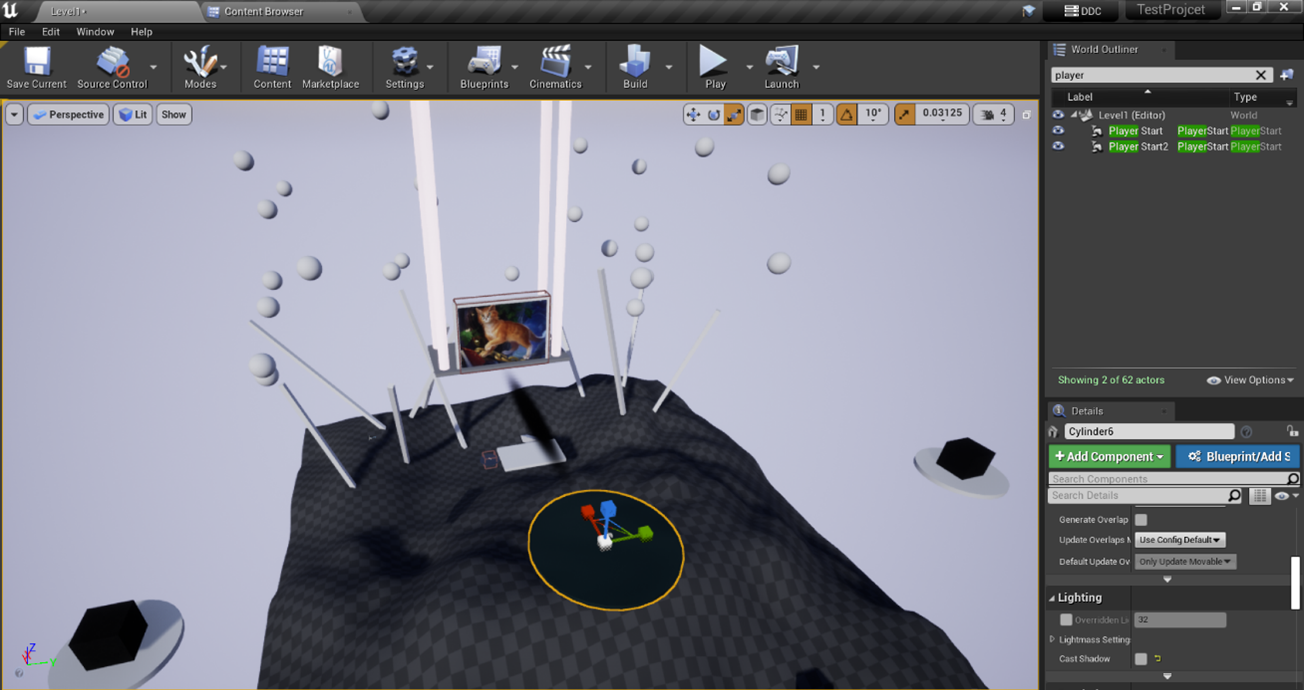 Level1•
Content Browser
DDC
TestProjcet
File Edit Window Help
Save Current
Source Control
Modes
Content
Marketplace
Settings
Blueprints
Cinematics
Build
Play
Launch
Perspective
Lit
Show
1
10°
0.03125
4
World Outliner
player
Label
Type
Level1 (Editor)
World
Player Start
PlayerStart PlayerStart
Player Start2
PlayerStart PlayerStart
Showing 2 of 62 actors
View Options
Details
Cylinder6
+ Add Component
Blueprint/Add S
Search Components
Search Details
Generate Overlap
Update Overlaps M
Use Config Default
Default Update Ov
Only Update Movable
Lighting
Overridden Li
32
Lightmass Setting
Cast Shadow
Z
Y